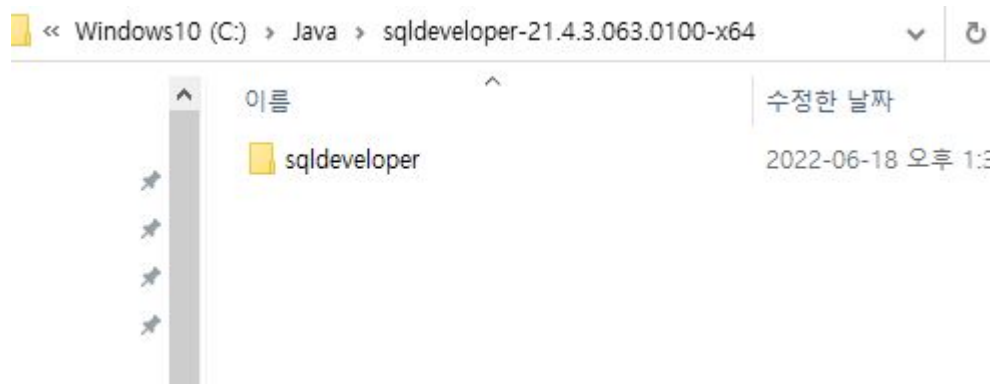 « Windows10 (C:) › Java › sqldeveloper-21.4.3.063.0100-x64
이름 수정한 날짜
sqldeveloper 2022-06-18 오후